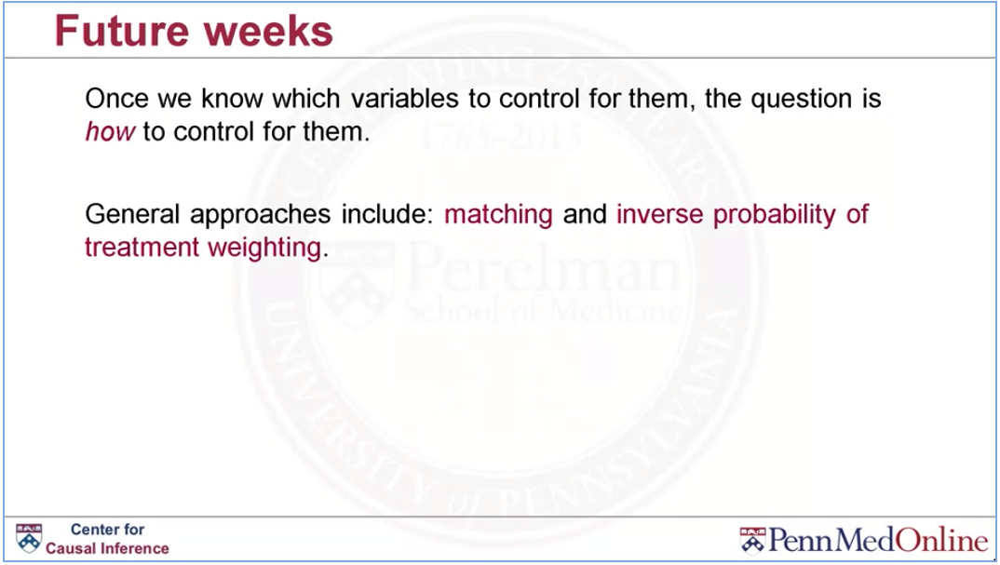 Future weeks
Once we know which variables to control for them, the question is
how to control for them.
General approaches include: matching and inverse probability of
treatment weighting.
CELEBRATING 250 YEARS
1765–2015
Perelman
School of Medicine
UNIVERSITY of PENNSYLVANIA
Center for
Causal Inference
PennMedOnline